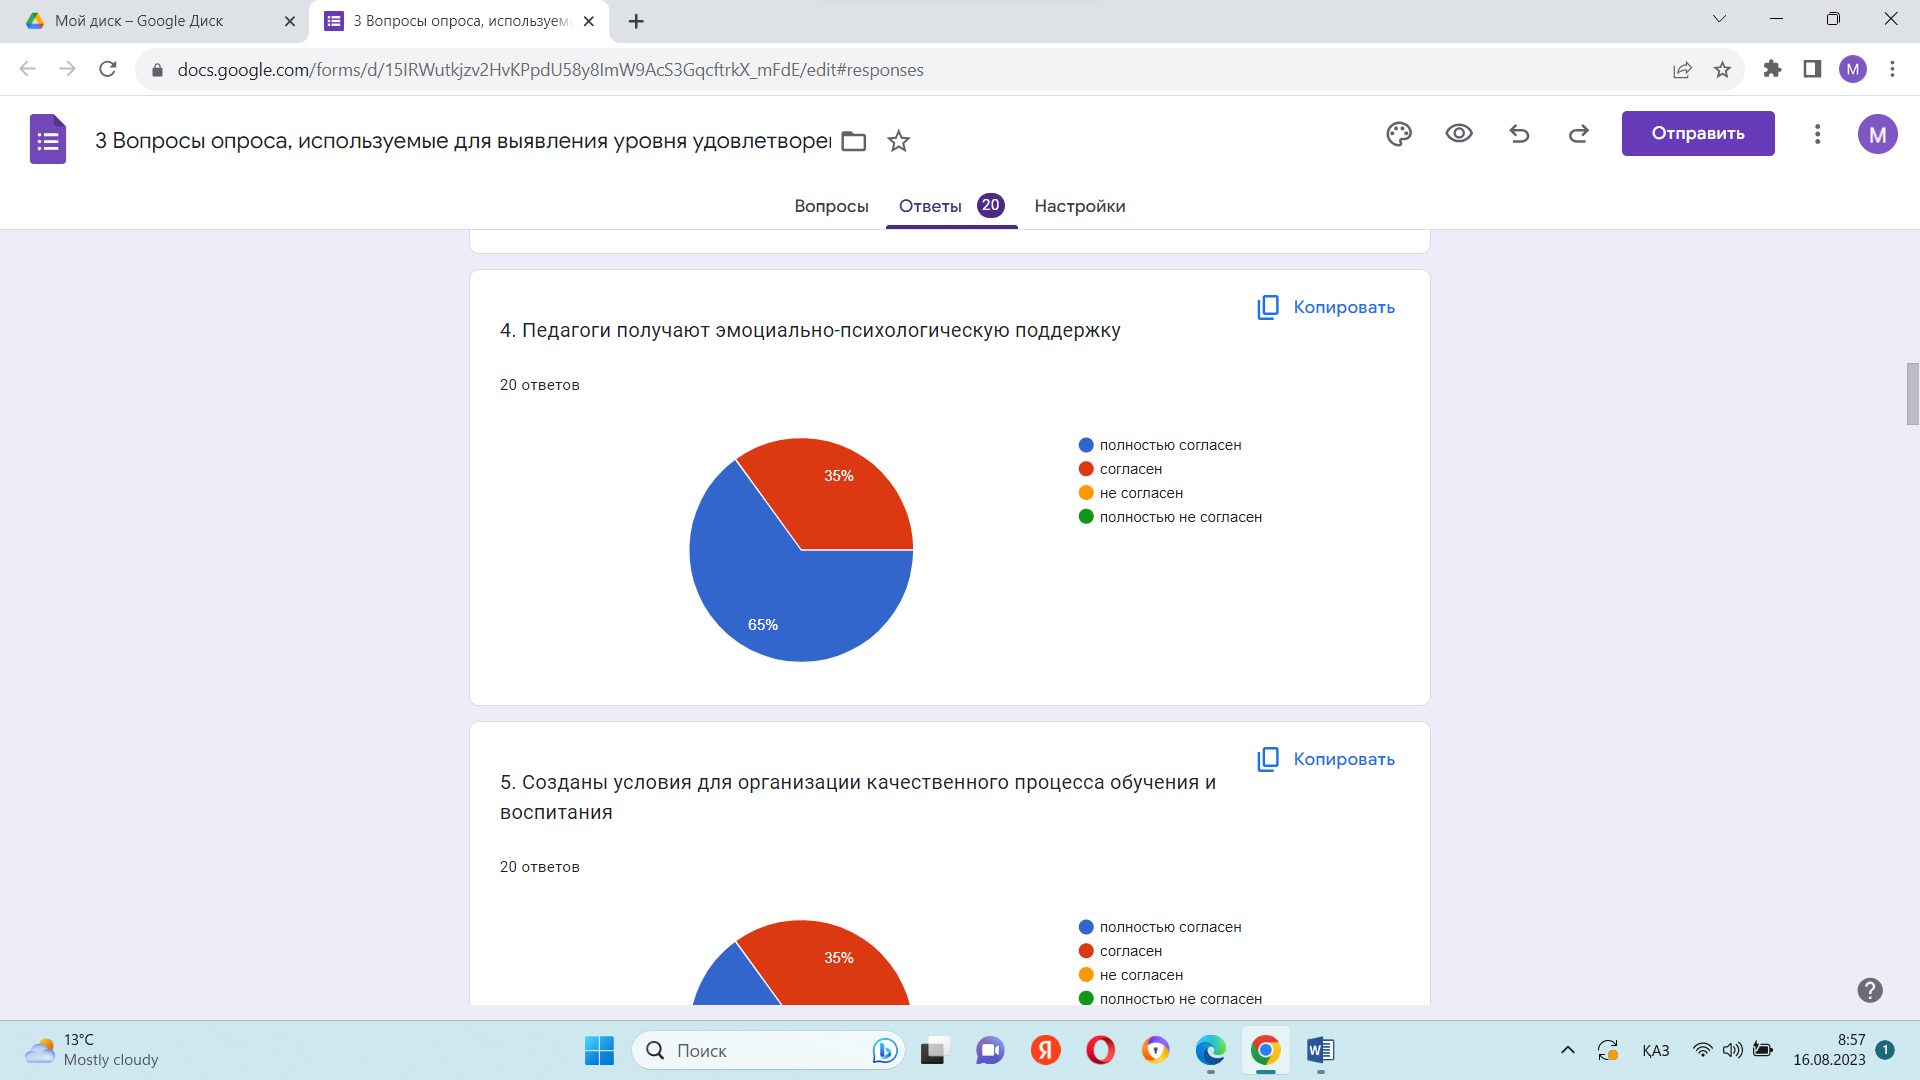 Мой диск – Google Диск
3 Вопросы опроса, используем
docs.google.com/forms/d/15IRWutkjzv2HvKPpdU58y8ImW9AcS3GqcftrkX_mFdE/edit#responses
M
3 Вопросы опроса, используемые для выявления уровня удовлетворен
Отправить
M
Вопросы Ответы 20 Настройки
Копировать
4. Педагоги получают эмоциально-психологическую поддержку
20 ответов
полностью согласен
согласен
не согласен
полностью не согласен
35%
65%
Копировать
5. Созданы условия для организации качественного процесса обучения и
воспитания
20 ответов
полностью согласен
согласен
не согласен
полностью не согласен
35%
13°C
Mostly cloudy
Поиск
ҚАЗ
8:57
16.08.2023
1